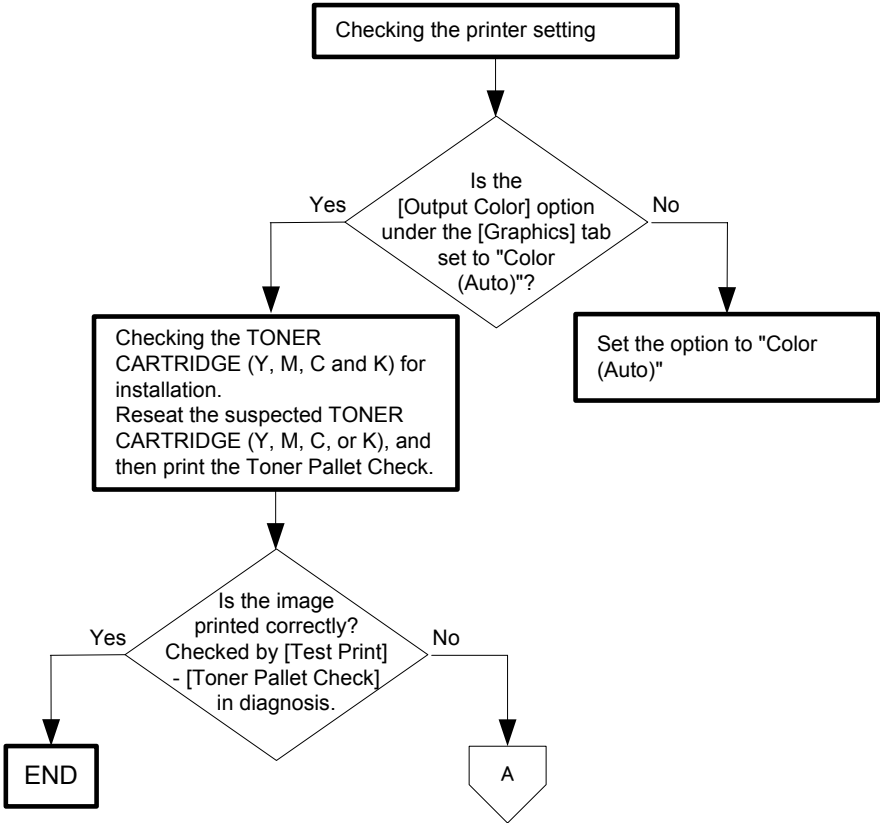 Checking the printer setting
Is the
[Output Color] option
under the [Graphics] tab
set to "Color
(Auto)"?
Yes
No
Checking the TONER
CARTRIDGE (Y, M, C and K) for
installation.
Reseat the suspected TONER
CARTRIDGE (Y, M, C, or K), and
then print the Toner Pallet Check.
Set the option to "Color
(Auto)"
Is the image
printed correctly?
Checked by [Test Print]
- [Toner Pallet Check]
in diagnosis.
Yes
No
END
A